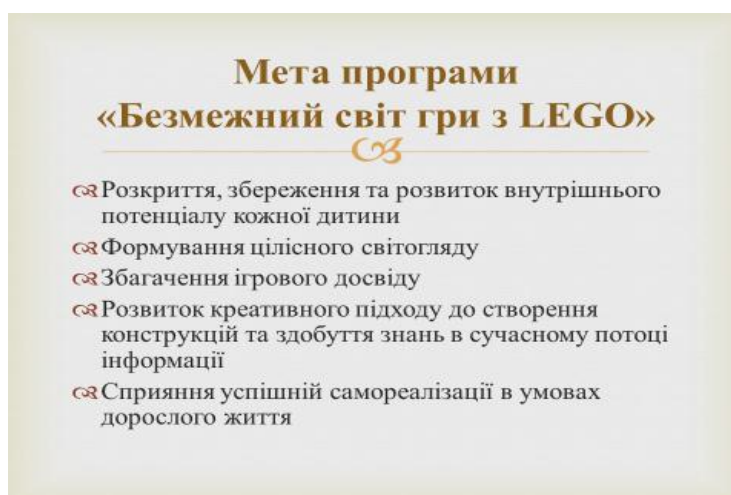 Мета програми
«Безмежний світ гри з LEGO»
Розкриття, збереження та розвиток внутрішнього
потенціалу кожної дитини
Формування цілісного світогляду
Збагачення ігрового досвіду
Розвиток креативного підходу до створення
конструкцій та здобуття знань в сучасному потоці
інформації
Сприяння успішній самореалізації в умовах
дорослого життя